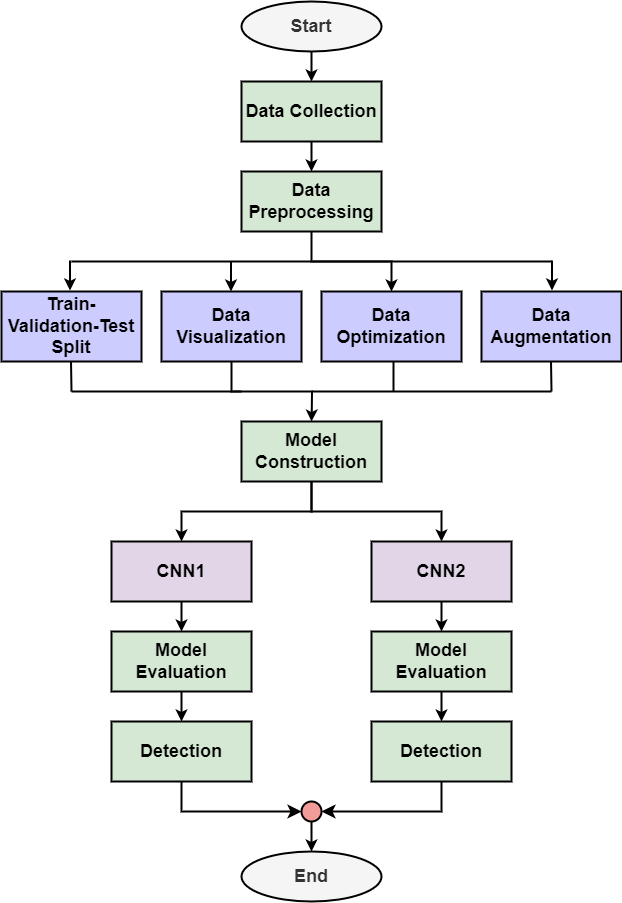 Start
Data Collection
Data
Preprocessing
Train-
Validation-Test
Split
Data
Visualization
Data
Optimization
Data
Augmentation
Model
Construction
CNN1
CNN2
Model
Evaluation
Model
Evaluation
Detection
Detection
End